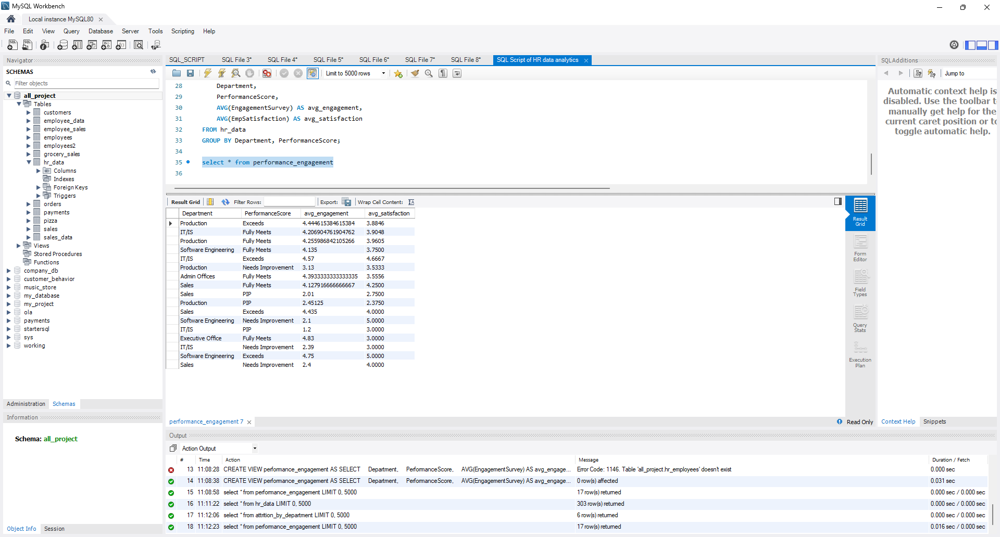 MySQL Workbench
Local instance MySQL80
File Edit View Query Database Server Tools Scripting Help
Navigator
SCHEMAS
Filter objects
all_project
Tables
customers
employee_data
employee_sales
employees
employees2
grocery_sales
hr_data
Columns
Indexes
Foreign Keys
Triggers
orders
payments
pizza
sales
sales_data
Views
Stored Procedures
Functions
company_db
customer_behavior
music_store
my_database
my_project
ola
payments
startersql
sys
working
Administration Schemas
Information
Schema: all_project
Object Info Session
SQL_SCRIPT SQL File 3* SQL File 4* SQL File 5* SQL File 6* SQL File 7* SQL File 8* SQL Script of HR data analytics
Limit to 5000 rows
28 Department,
29 PerformanceScore,
30 AVG(EngagementSurvey) AS avg_engagement,
31 AVG(EmpSatisfaction) AS avg_satisfaction
32 FROM hr_data
33 GROUP BY Department, PerformanceScore;
34
35 select * from performance_engagement
36
Result Grid Filter Rows: Export: Wrap Cell Content:
Department PerformanceScore avg_engagement avg_satisfaction
Production Exceeds 4.444615384615384 3.8846
IT/IS Fully Meets 4.206904761904762 3.9048
Production Fully Meets 4.255986842105266 3.9605
Software Engineering Fully Meets 4.135 3.7500
IT/IS Exceeds 4.57 4.6667
Production Needs Improvement 3.13 3.5333
Admin Offices Fully Meets 4.3933333333333335 3.5556
Sales Fully Meets 4.127916666666667 4.2500
Sales PIP 2.01 2.7500
Production PIP 2.45125 2.3750
Sales Exceeds 4.435 4.0000
Software Engineering Needs Improvement 2.1 5.0000
IT/IS PIP 1.2 3.0000
Executive Office Fully Meets 4.83 3.0000
IT/IS Needs Improvement 2.39 3.0000
Software Engineering Exceeds 4.75 5.0000
Sales Needs Improvement 2.4 4.0000
Result
Grid
Form
Editor
Field
Types
Query
Stats
Execution
Plan
performance_engagement 7
Read Only
SQLAdditions
Jump to
Automatic context help is
disabled. Use the toolbar t
manually get help for the
current caret position or to
toggle automatic help.
Context Help Snippets
Output
Action Output
# Time Action Message Duration / Fetch
13 11:08:28 CREATE VIEW performance_engagement AS SELECT Department, PerformanceScore, AVG(EngagementSurvey) AS avg_engage... Error Code: 1146. Table 'all_project.hr_employees' doesn't exist 0.000 sec
14 11:08:38 CREATE VIEW performance_engagement AS SELECT Department, PerformanceScore, AVG(EngagementSurvey) AS avg_engage... 0 row(s) affected 0.031 sec
15 11:08:58 select * from performance_engagement LIMIT 0, 5000 17 row(s) returned 0.000 sec / 0.000 sec
16 11:11:22 select * from hr_data LIMIT 0, 5000 303 row(s) returned 0.000 sec / 0.000 sec
17 11:12:06 select * from attrition_by_department LIMIT 0, 5000 6 row(s) returned 0.000 sec / 0.000 sec
18 11:12:23 select * from performance_engagement LIMIT 0, 5000 17 row(s) returned 0.016 sec / 0.000 sec